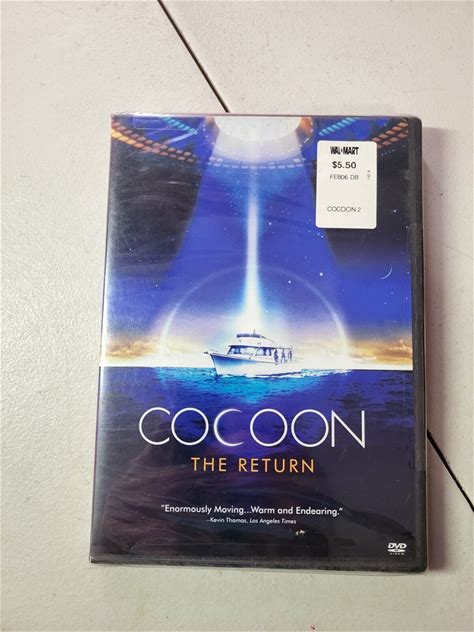 WAL★MART
$5.50
FEB06 DB
COCOON 2
COCOON
THE RETURN
"Enormously Moving...Warm and Endearing."
- Kevin Thomas, Los Angeles Times
DVD
VIDEO